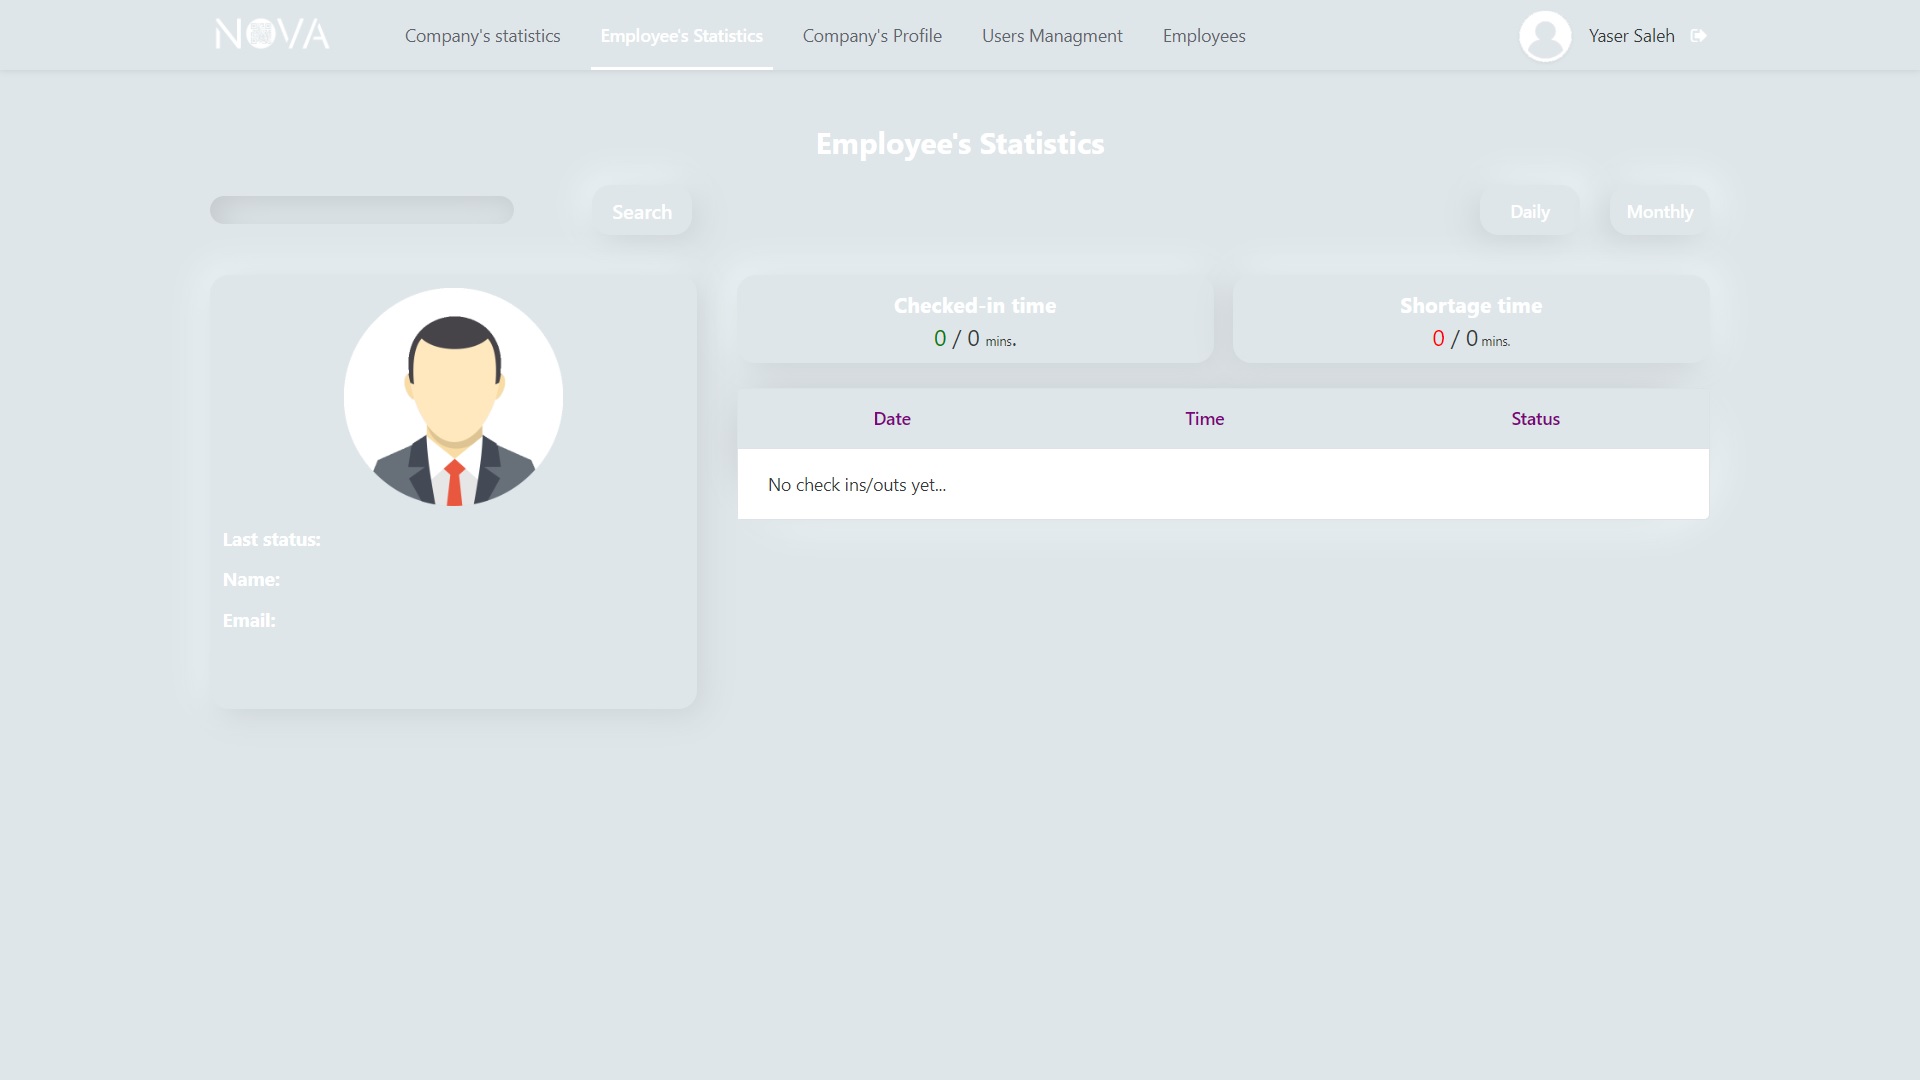 NOVA Company's statistics Employee's Statistics Company's Profile Users Managment Employees Yaser Saleh
Employee's Statistics
Search Daily Monthly
Checked-in time
0 / 0 mins.
Shortage time
0 / 0 mins.
Date Time Status
No check ins/outs yet...
Last status:
Name:
Email: